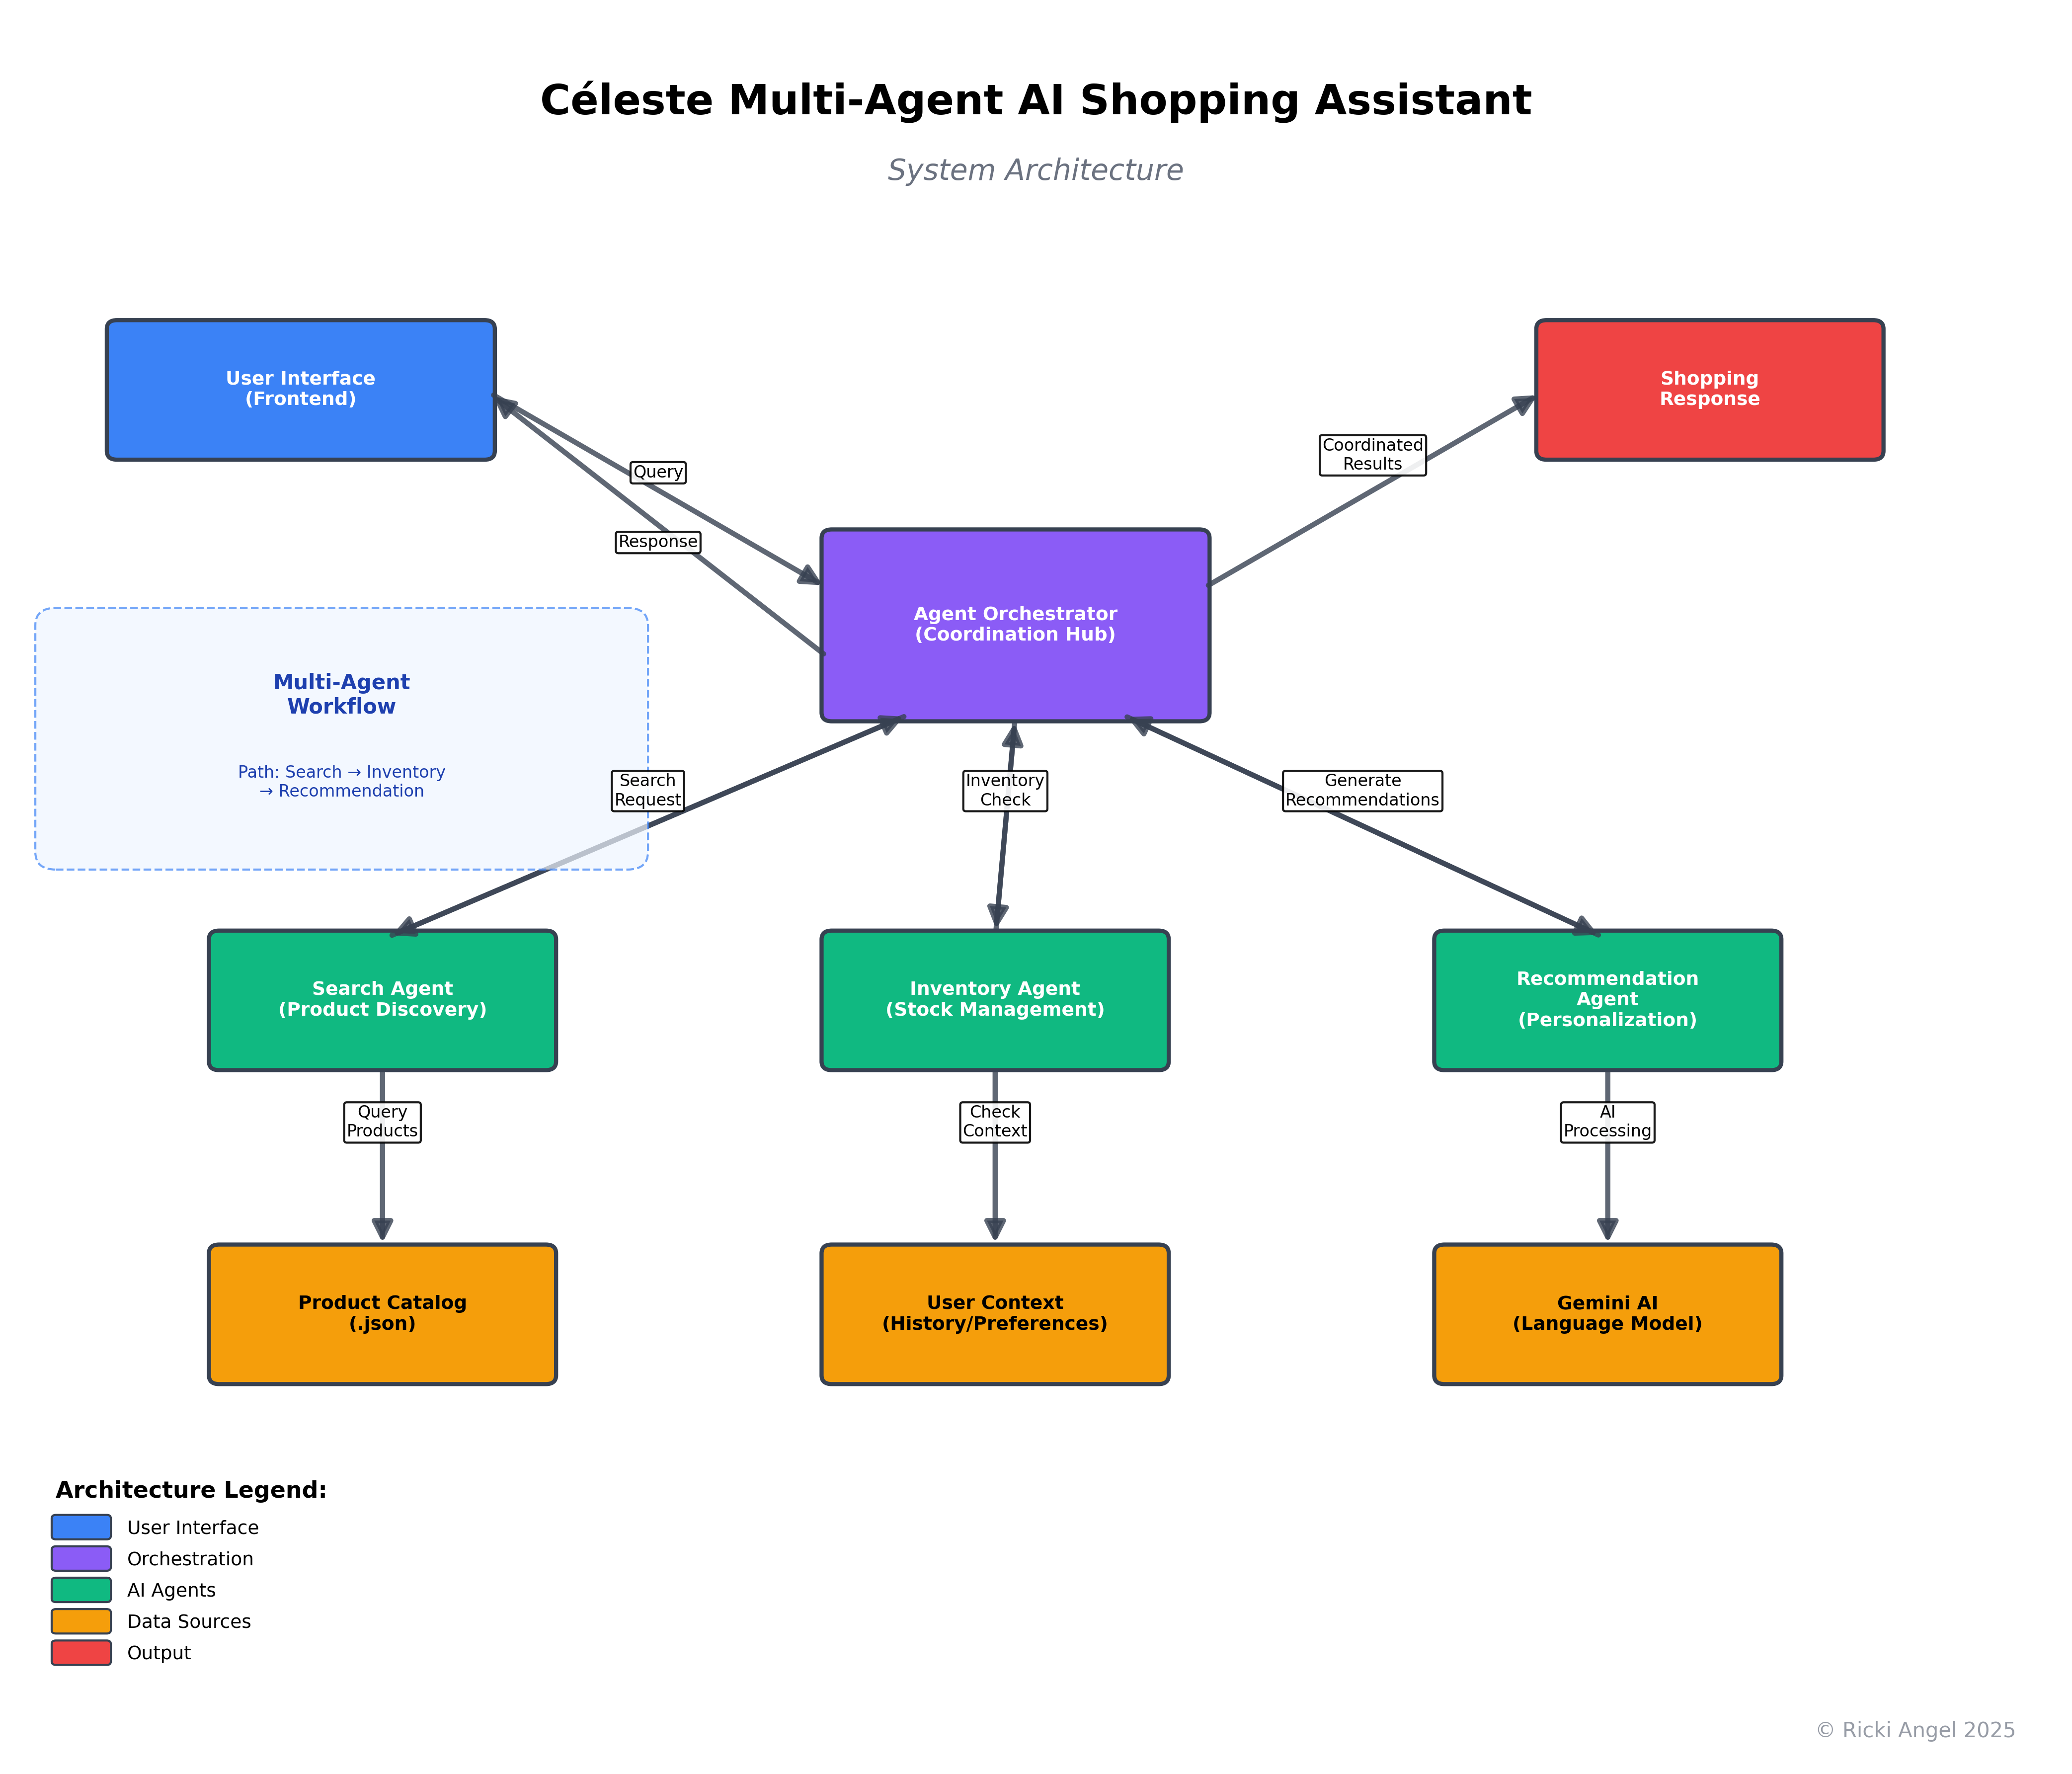 Céleste Multi-Agent AI Shopping Assistant
System Architecture
User Interface
(Frontend)
Shopping
Response
Coordinated
Results
Query
Response
Agent Orchestrator
(Coordination Hub)
Multi-Agent
Workflow
Path: Search → Inventory
→ Recommendation
Search
Request
Inventory
Check
Generate
Recommendations
Search Agent
(Product Discovery)
Inventory Agent
(Stock Management)
Recommendation
Agent
(Personalization)
Query
Products
Check
Context
AI
Processing
Product Catalog
(.json)
User Context
(History/Preferences)
Gemini AI
(Language Model)
Architecture Legend:
User Interface
Orchestration
AI Agents
Data Sources
Output
© Ricki Angel 2025